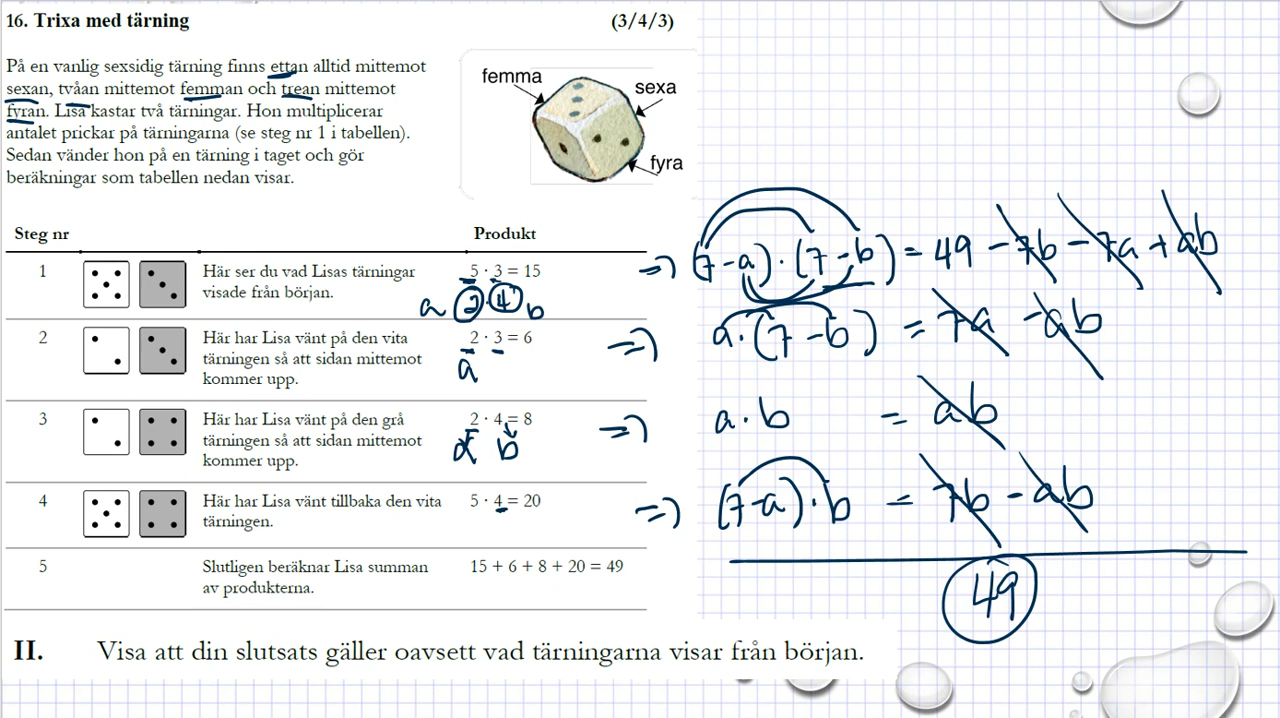 16. Trixa med tärning (3/4/3)
På en vanlig sexsidig tärning finns ettan alltid mittemot
sexan, tvåan mittemot femman och trean mittemot
fyran. Lisa kastar två tärningar. Hon multiplicerar
antalet prickar på tärningarna (se steg nr 1 i tabellen).
Sedan vänder hon på en tärning i taget och gör
beräkningar som tabellen nedan visar.
femma
sexa
fyra
Steg nr Produkt
1 Här ser du vad Lisas tärningar 5 · 3 = 15
visade från början.
a 2 · 4 b
2 Här har Lisa vänt på den vita 2 · 3 = 6
tärningen så att sidan mittemot
kommer upp.
a
3 Här har Lisa vänt på den grå 2 · 4 = 8
tärningen så att sidan mittemot
kommer upp.
a b
4 Här har Lisa vänt tillbaka den vita 5 · 4 = 20
tärningen.
5 Slutligen beräknar Lisa summan 15 + 6 + 8 + 20 = 49
av produkterna.
=> (7-a)·(7-b) = 49 - 7b - 7a + ab
=> a·(7-b) = 7a - ab
=> a·b = ab
=> (7-a)·b = 7b - ab
49
II. Visa att din slutsats gäller oavsett vad tärningarna visar från början.